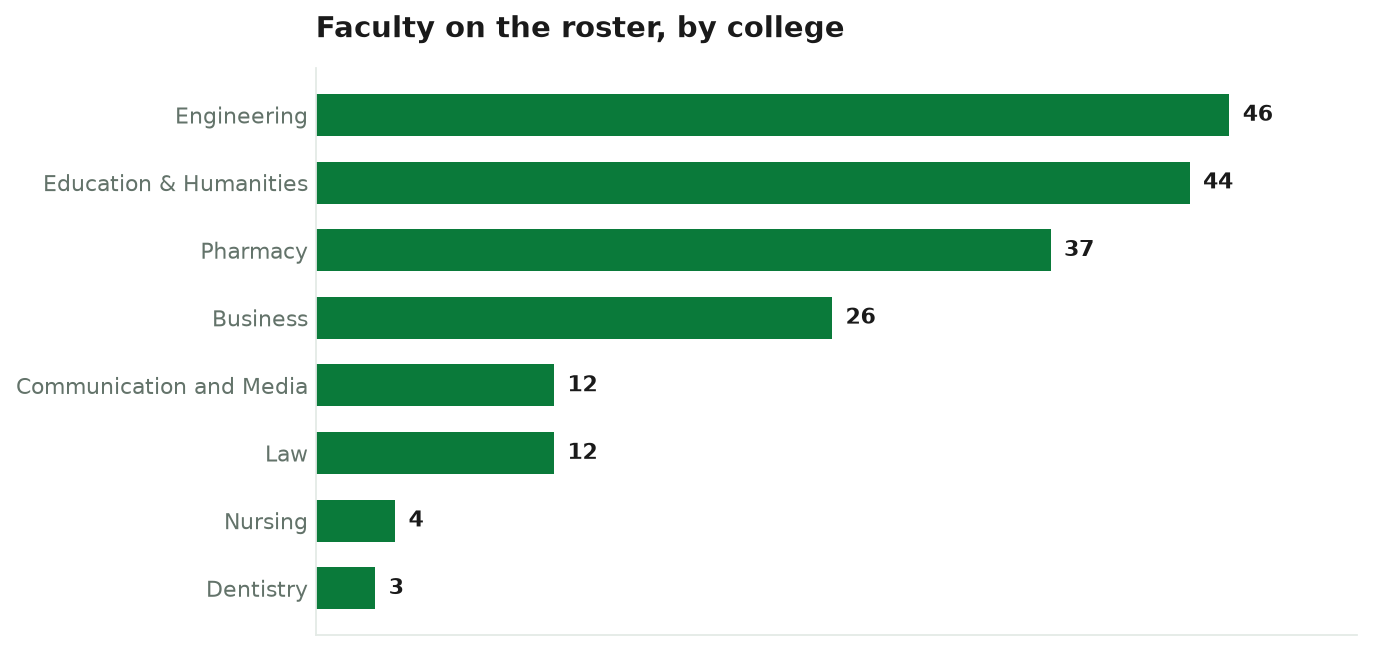 Faculty on the roster, by college
Engineering 46
Education & Humanities 44
Pharmacy 37
Business 26
Communication and Media 12
Law 12
Nursing 4
Dentistry 3